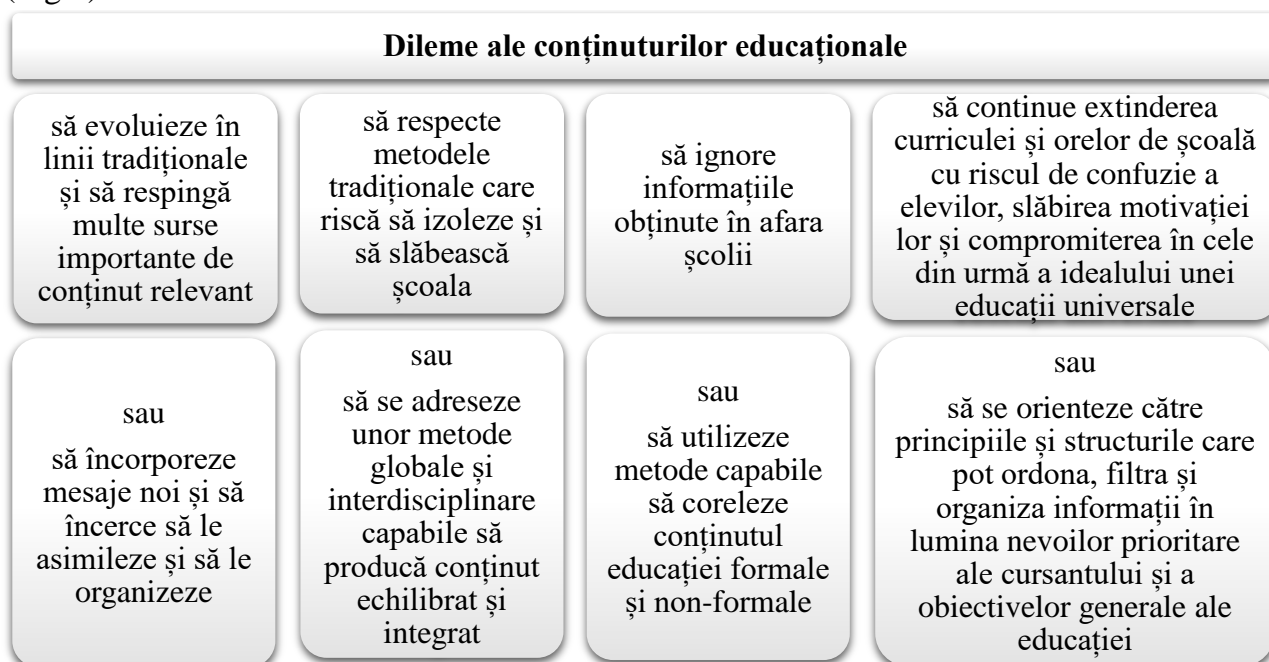 Dileme ale conținuturilor educaționale
să evoluieze în
linii tradiționale
și să respingă
multe surse
importante de
conținut relevant
să respecte
metodele
tradiționale care
riscă să izoleze și
să slăbească
școala
să ignore
informațiile
obținute în afara
școlii
să continue extinderea
curriculei și orelor de școală
cu riscul de confuzie a
elevilor, slăbirea motivației
lor și compromiterea în cele
din urmă a idealului unei
educații universale
sau
să încorporeze
mesaje noi și să
încerce să le
asimileze și să le
organizeze
sau
să se adreseze
unor metode
globale și
interdisciplinare
capabile să
producă conținut
echilibrat și
integrat
sau
să utilizeze
metode capabile
să coreleze
conținutul
educației formale
și non-formale
sau
să se orienteze către
principiile și structurile care
pot ordona, filtra și
organiza informații în
lumina nevoilor prioritare
ale cursantului și a
obiectivelor generale ale
educației